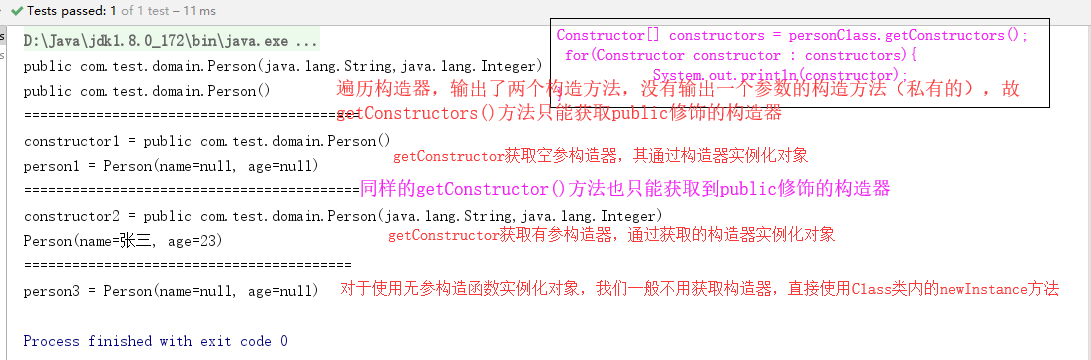 Tests passed: 1 of 1 test – 11 ms
D:\Java\jdk1.8.0_172\bin\java.exe ...
Constructor[] constructors = personClass.getConstructors();
for(Constructor constructor : constructors){
System.out.println(constructor);
}
public com.test.domain.Person(java.lang.String,java.lang.Integer)
public com.test.domain.Person()
遍历构造器，输出了两个构造方法，没有输出一个参数的构造方法（私有的），故
getConstructors()方法只能获取public修饰的构造器
=========================================
constructor1 = public com.test.domain.Person()
person1 = Person(name=null, age=null)
getConstructor获取空参构造器，其通过构造器实例化对象
=========================================同样的getConstructor()方法也只能获取到public修饰的构造器
constructor2 = public com.test.domain.Person(java.lang.String,java.lang.Integer)
Person(name=张三, age=23)
getConstructor获取有参构造器，通过获取的构造器实例化对象
========================================
person3 = Person(name=null, age=null) 对于使用无参构造函数实例化对象，我们一般不用获取构造器，直接使用Class类内的newInstance方法
Process finished with exit code 0